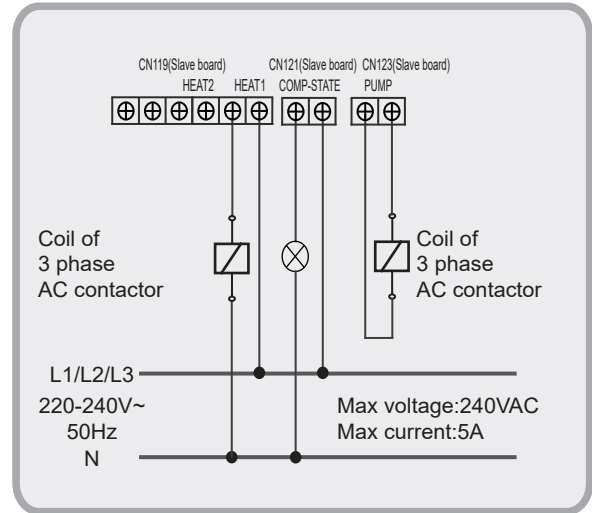 CN119(Slave board) CN121(Slave board) CN123(Slave board)
HEAT2 HEAT1 COMP-STATE PUMP
Coil of
3 phase
AC contactor
Coil of
3 phase
AC contactor
L1/L2/L3
220-240V~
50Hz
N
Max voltage:240VAC
Max current:5A